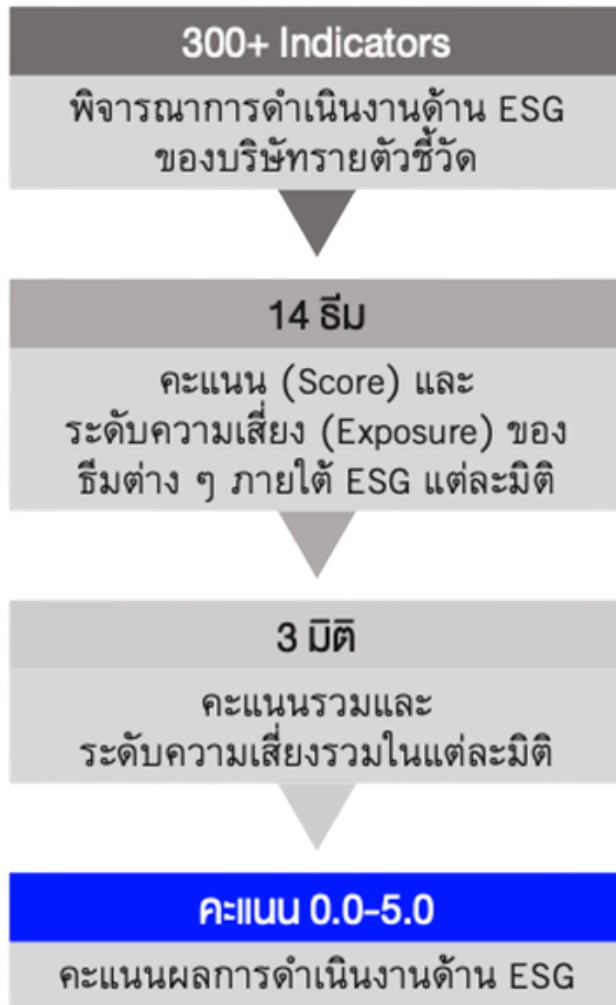 300+ Indicators
พิจารณาการดำเนินงานด้าน ESG
ของบริษัทรายตัวชี้วัด
14 ธีม
คะแนน (Score) และ
ระดับความเสี่ยง (Exposure) ของ
ธีมต่าง ๆ ภายใต้ ESG แต่ละมิติ
3 มิติ
คะแนนรวมและ
ระดับความเสี่ยงรวมในแต่ละมิติ
คะแนน 0.0-5.0
คะแนนผลการดำเนินงานด้าน ESG